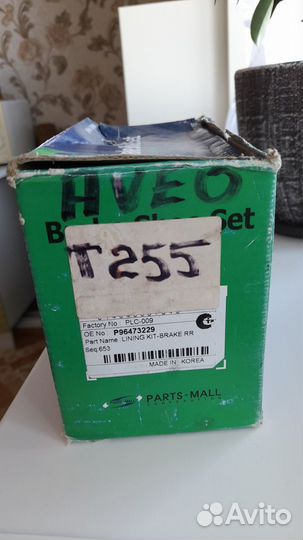 AVEO
Brake Shoe Set
T255
Factory No PLC-009
OE No P96473229
Part Name LINING KIT-BRAKE RR
Seq:653
MADE IN KOREA
PARTS-MALL
CORPORATION
Avito